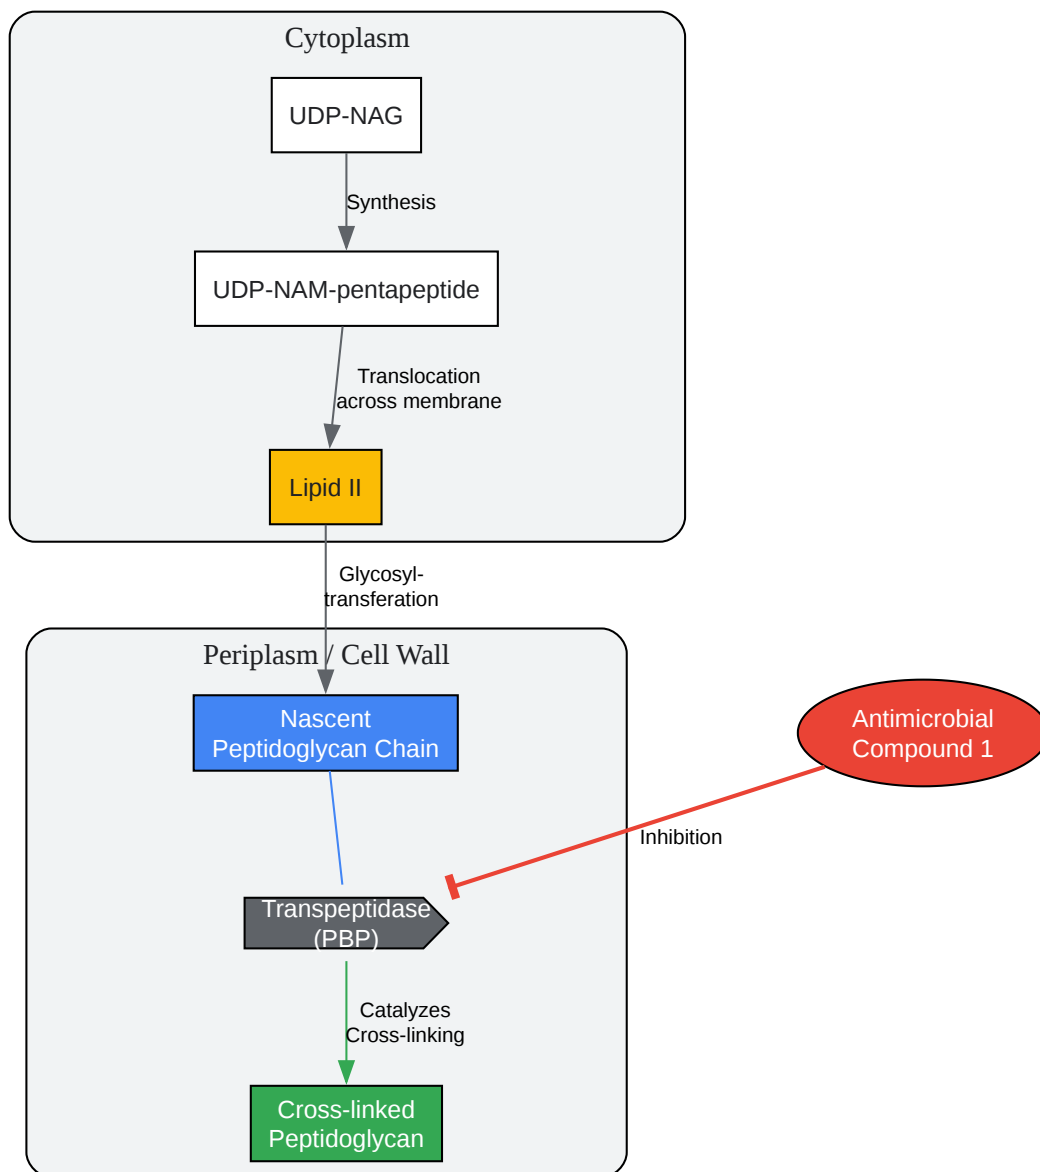 Cytoplasm
UDP-NAG
Synthesis
UDP-NAM-pentapeptide
Translocation
across membrane
Lipid II
Glycosyl-
transferation
Periplasm / Cell Wall
Nascent
Peptidoglycan Chain
Antimicrobial
Compound 1
Inhibition
Transpeptidase
(PBP)
Catalyzes
Cross-linking
Cross-linked
Peptidoglycan